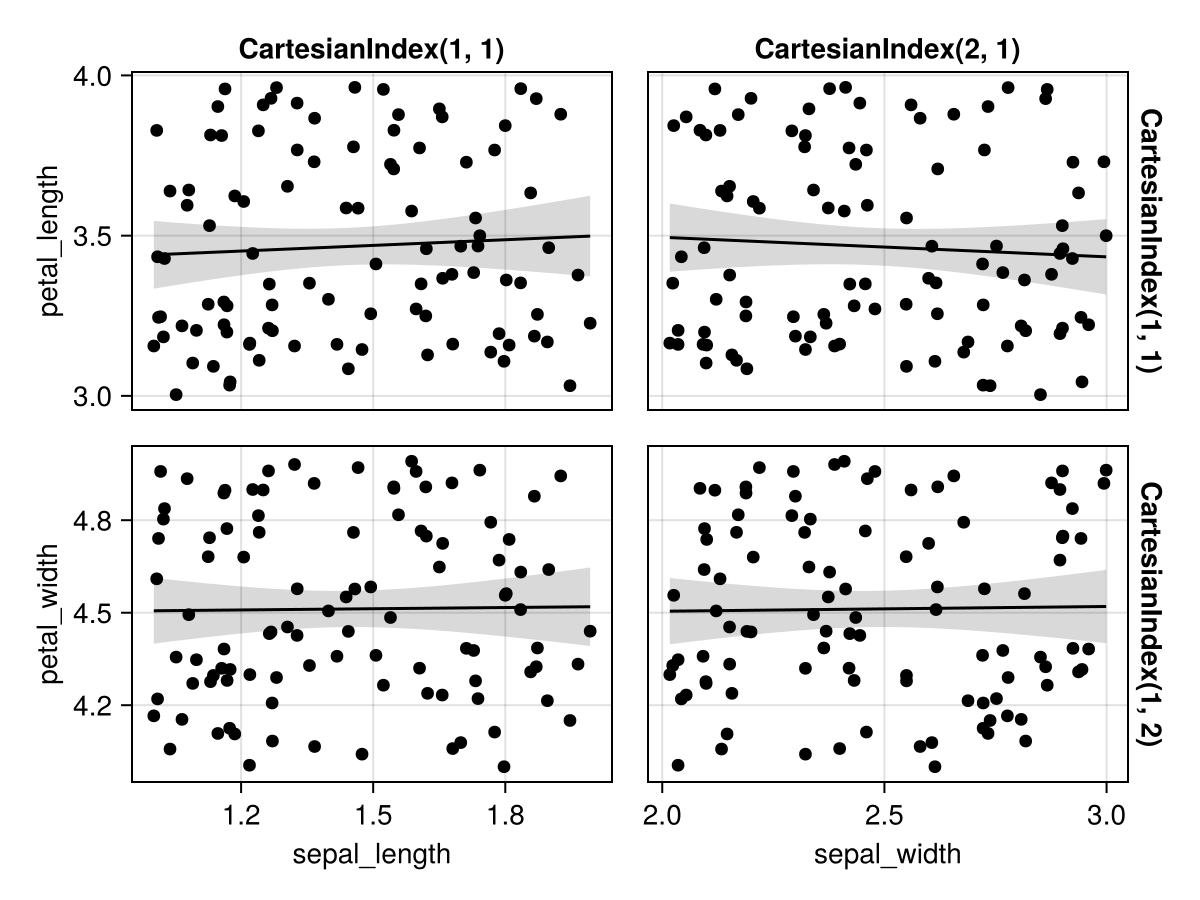 CartesianIndex(1, 1)
CartesianIndex(2, 1)
4.0
3.5
3.0
petal_length
CartesianIndex(1, 1)
4.8
4.5
4.2
petal_width
CartesianIndex(1, 2)
1.2
1.5
1.8
2.0
2.5
3.0
sepal_length
sepal_width